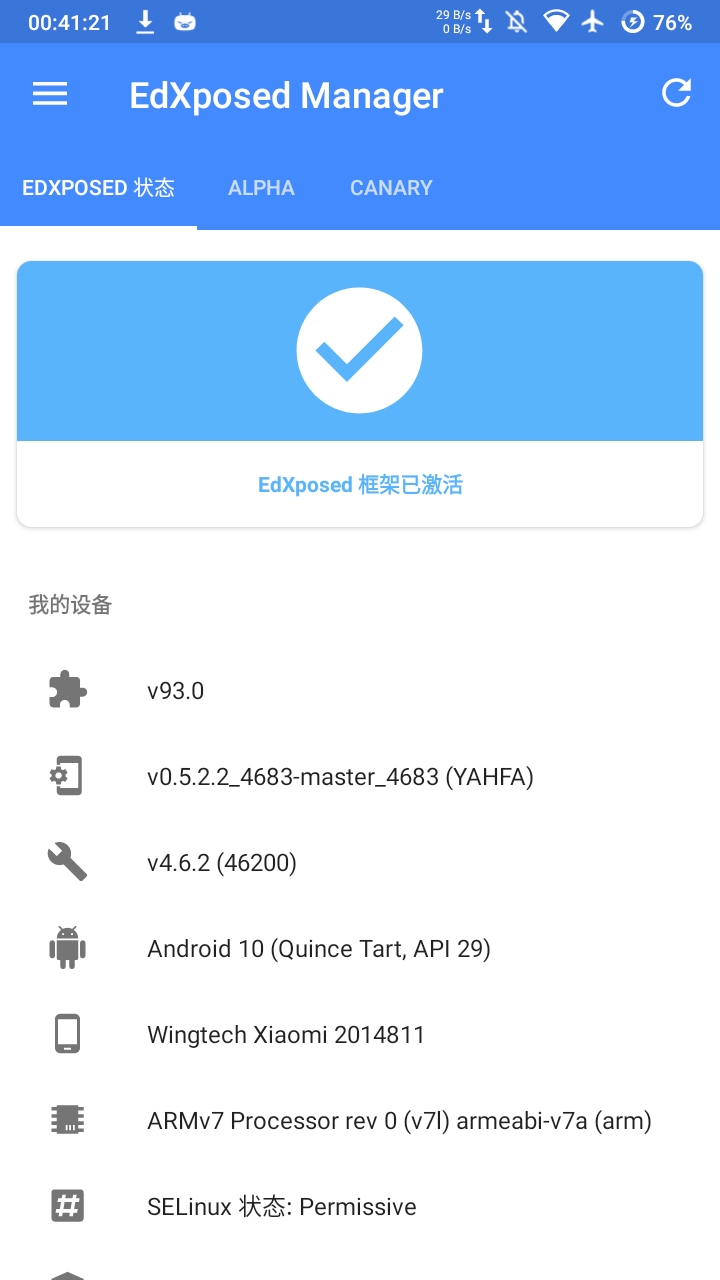 00:41:21
29 B/s
0 B/s
76%
EdXposed Manager
EDXPOSED 状态
ALPHA
CANARY
EdXposed 框架已激活
我的设备
v93.0
v0.5.2.2_4683-master_4683 (YAHFA)
v4.6.2 (46200)
Android 10 (Quince Tart, API 29)
Wingtech Xiaomi 2014811
ARMv7 Processor rev 0 (v7l) armeabi-v7a (arm)
SELinux 状态: Permissive